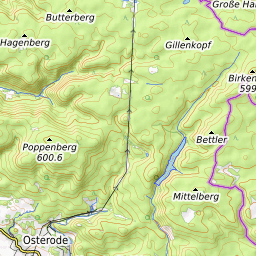 Butterberg
Große Ha
Hagenberg
Gillenkopf
Birken
599
Poppenberg
600.6
Bettler
Mittelberg
Osterode